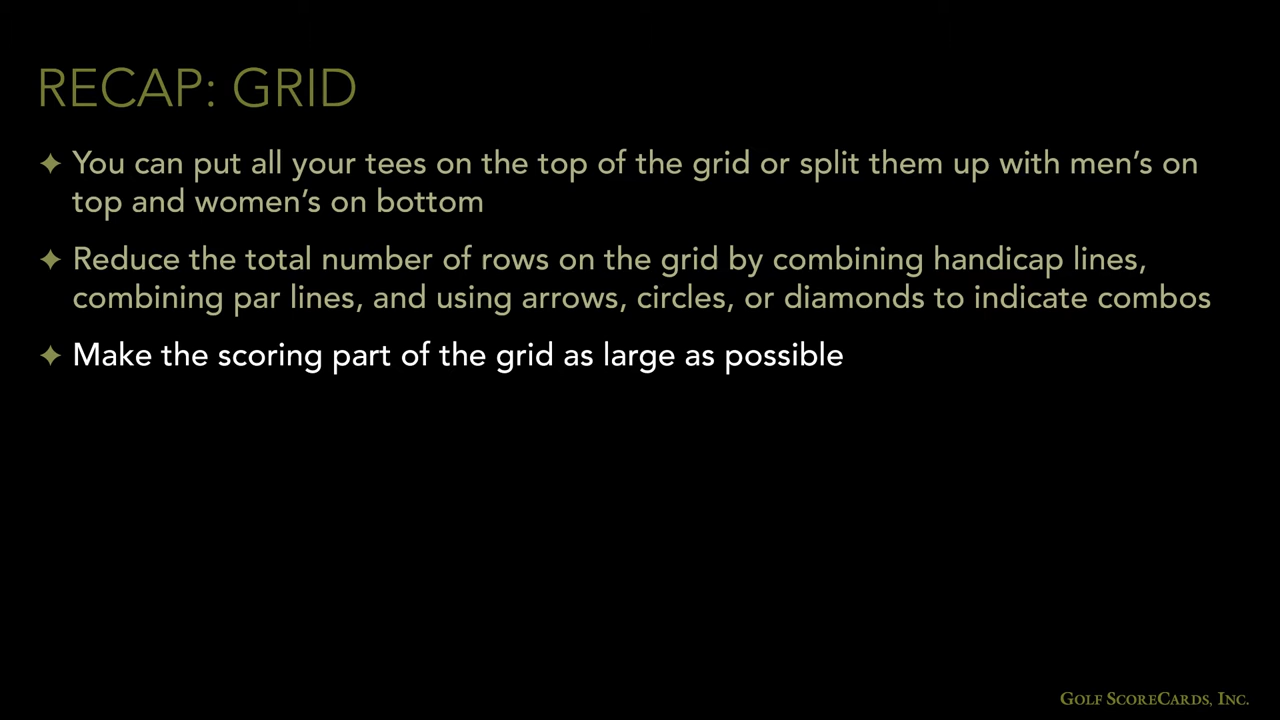 RECAP: GRID
✦ You can put all your tees on the top of the grid or split them up with men’s on
top and women’s on bottom
✦ Reduce the total number of rows on the grid by combining handicap lines,
combining par lines, and using arrows, circles, or diamonds to indicate combos
✦ Make the scoring part of the grid as large as possible
Golf ScoreCards, Inc.